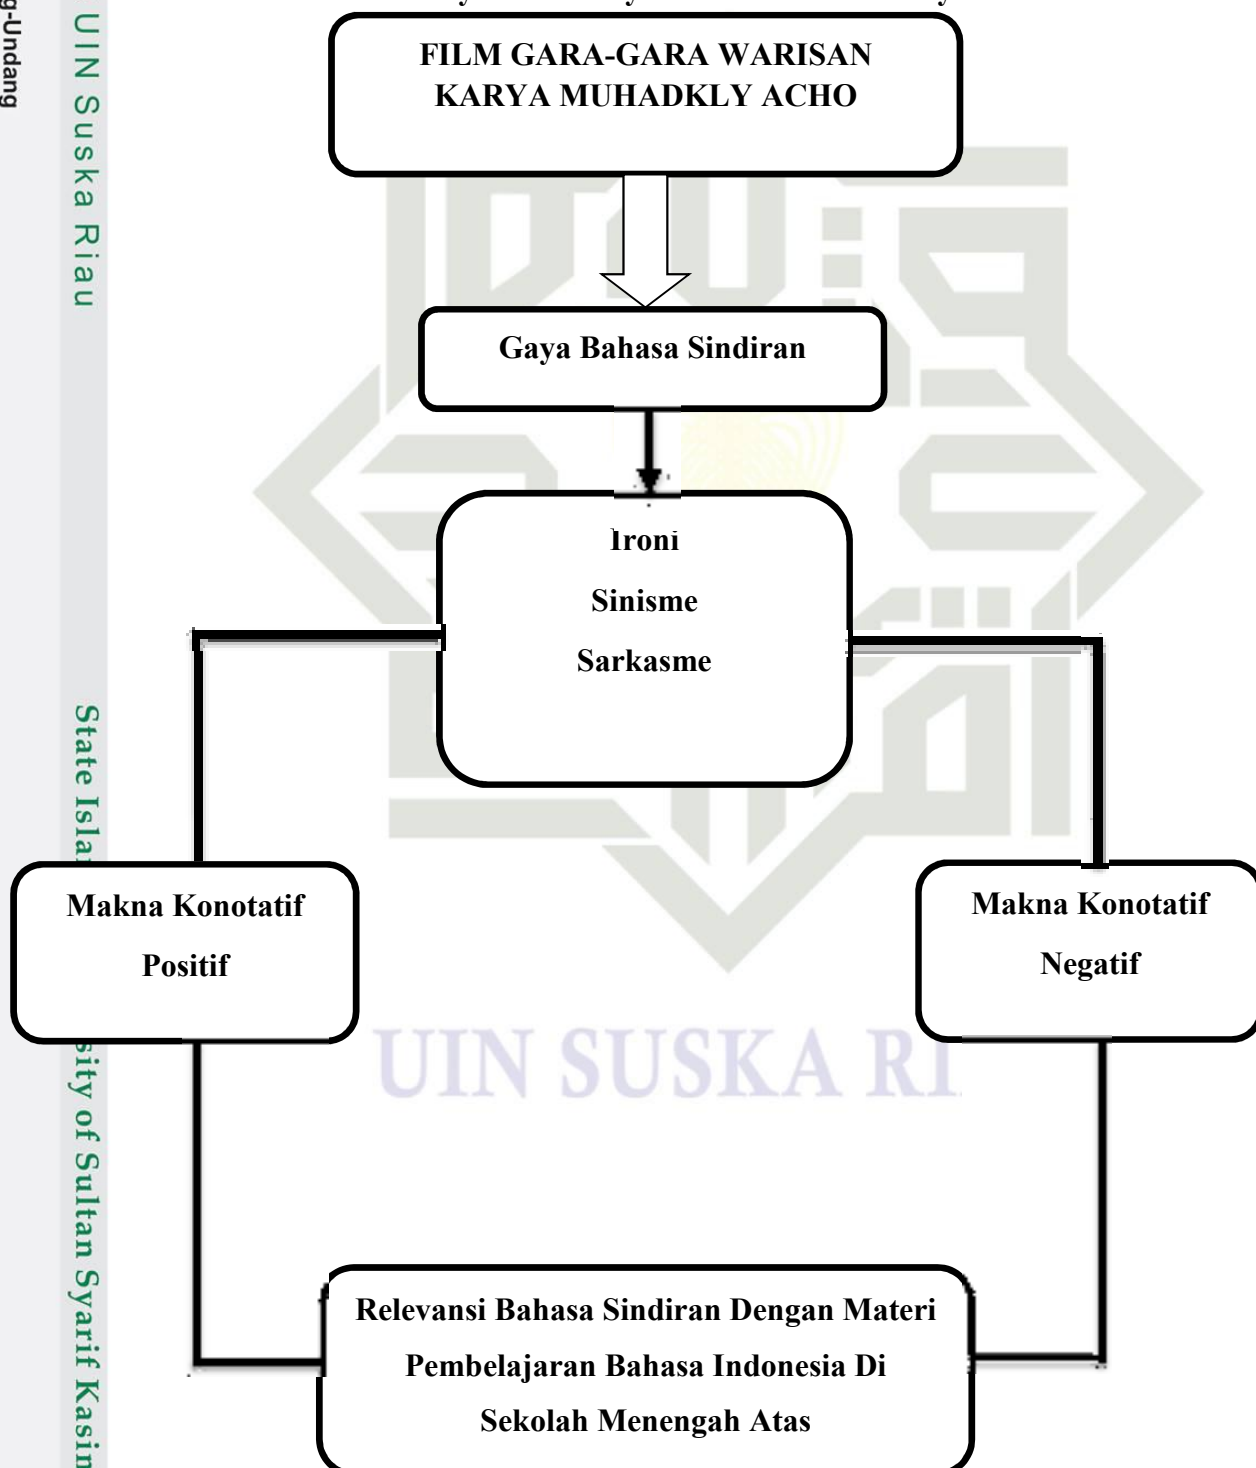 FILM GARA-GARA WARISAN
KARYA MUHADKLY ACHO
Gaya Bahasa Sindiran
Ironi
Sinisme
Sarkasme
Makna Konotatif
Positif
Makna Konotatif
Negatif
Relevansi Bahasa Sindiran Dengan Materi
Pembelajaran Bahasa Indonesia Di
Sekolah Menengah Atas
UIN SUSKA RI
g-Undang
UIN Suska Riau
State Isla
sity of Sultan Syarif Kasim